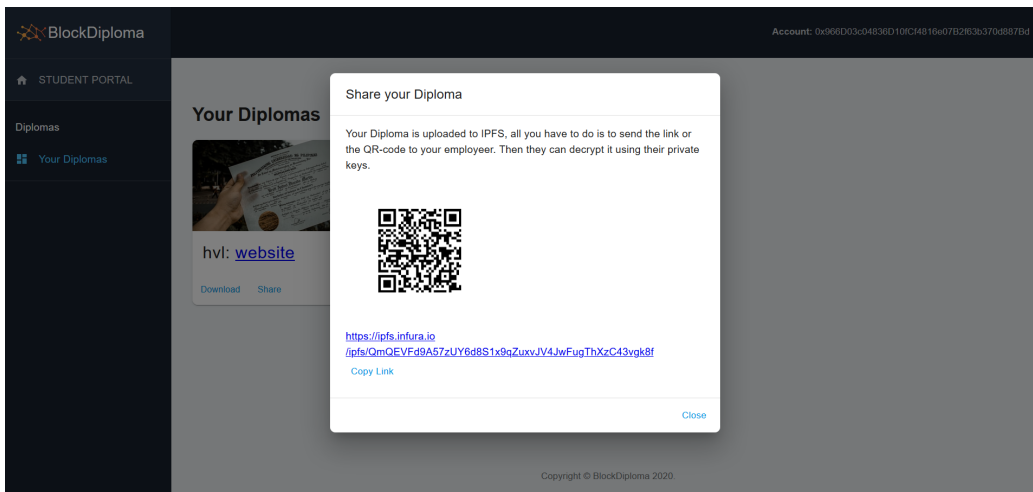 BlockDiploma
Account: 0x966D03c04836D10fCf4816e07B2f63b370d887Bd
STUDENT PORTAL
Diplomas
Your Diplomas
Your Diplomas
hvl: website
Download Share
Share your Diploma
Your Diploma is uploaded to IPFS, all you have to do is to send the link or
the QR-code to your employeer. Then they can decrypt it using their private
keys.
https://ipfs.infura.io
/ipfs/QmQEVFd9A57zUY6d8S1x9qZuxvJV4JwFugThXzC43vgk8f
Copy Link
Close
Copyright © BlockDiploma 2020.